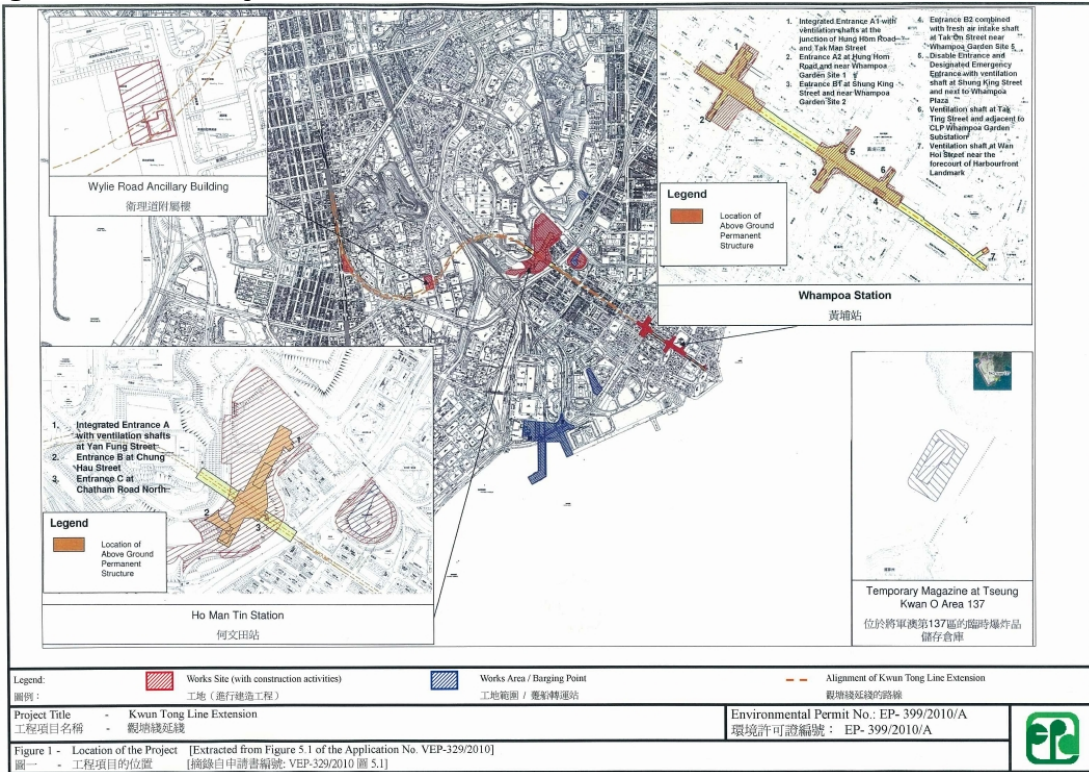 Wylie Road Ancillary Building
衛理道附屬樓
1. Integrated Entrance A1 with
ventilation shafts at the
junction of Hung Hom Road
and Tak Man Street
2. Entrance A2 at Hung Hom
Road and near Whampoa
Garden Site 1
3. Entrance B1 at Shung King
Street and near Whampoa
Garden Site 2
4. Entrance B2 combined
with fresh air intake shaft
at Tak On Street near
Whampoa Garden Site 5
5. Disable Entrance and
Designated Emergency
Entrance with ventilation
shaft at Shung King Street
and next to Whampoa
Plaza
6. Ventilation shaft at Tak
Ting Street and adjacent to
CLP Whampoa Garden
Substation
7. Ventilation shaft at Wan
Hoi Street near the
forecourt of Harbourfront
Landmark
1
2
3
4
5
6
7
Legend
Location of
Above Ground
Permanent
Structure
Whampoa Station
黃埔站
1. Integrated Entrance A
with ventilation shafts
at Yan Fung Street
2. Entrance B at Chung
Hau Street
3. Entrance C at
Chatham Road North
1
2
3
Legend
Location of
Above Ground
Permanent
Structure
Ho Man Tin Station
何文田站
Temporary Magazine at Tseung
Kwan O Area 137
位於將軍澳第137區的臨時爆炸品
儲存倉庫
Legend:
圖例：
Works Site (with construction activities)
工地（進行建造工程）
Works Area / Barging Point
工地範圍 / 躉船轉運站
Alignment of Kwun Tong Line Extension
觀塘綫延綫的路線
Project Title - Kwun Tong Line Extension
工程項目名稱 - 觀塘綫延綫
Environmental Permit No.: EP- 399/2010/A
環境許可證編號： EP- 399/2010/A
Figure 1 - Location of the Project [Extracted from Figure 5.1 of the Application No. VEP-329/2010]
圖一 - 工程項目的位置 [摘錄自申請書編號: VEP-329/2010 圖 5.1]